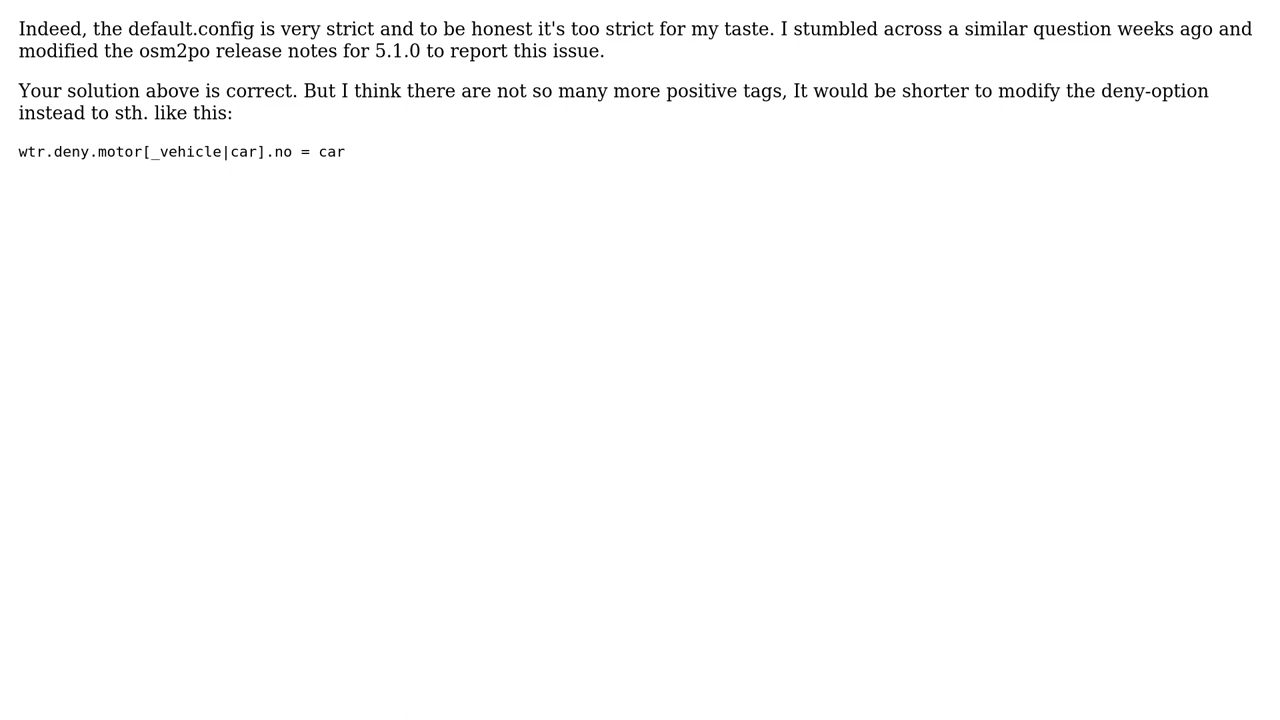 Indeed, the default.config is very strict and to be honest it's too strict for my taste. I stumbled across a similar question weeks ago and
modified the osm2po release notes for 5.1.0 to report this issue.
Your solution above is correct. But I think there are not so many more positive tags, It would be shorter to modify the deny-option
instead to sth. like this:
wtr.deny.motor[_vehicle|car].no = car